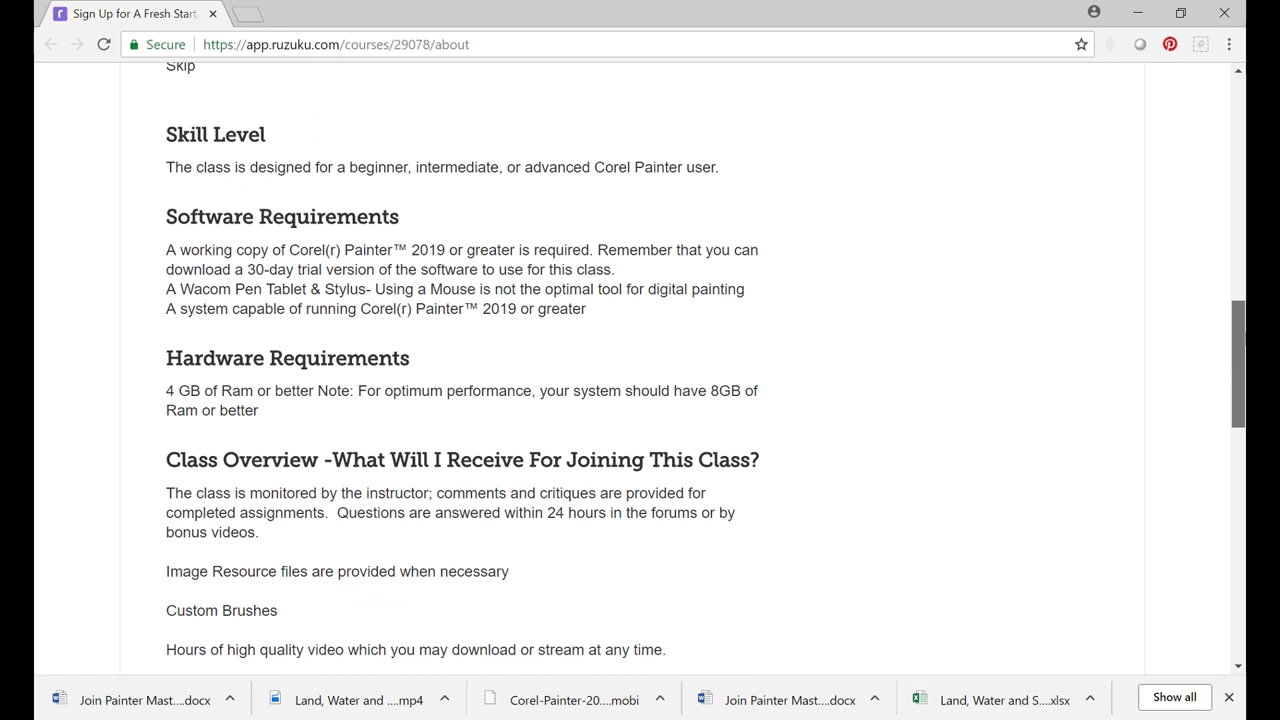 Sign Up for A Fresh Start,
Secure https://app.ruzuku.com/courses/29078/about
Skip
Skill Level
The class is designed for a beginner, intermediate, or advanced Corel Painter user.
Software Requirements
A working copy of Corel(r) Painter™ 2019 or greater is required. Remember that you can
download a 30-day trial version of the software to use for this class.
A Wacom Pen Tablet & Stylus- Using a Mouse is not the optimal tool for digital painting
A system capable of running Corel(r) Painter™ 2019 or greater
Hardware Requirements
4 GB of Ram or better Note: For optimum performance, your system should have 8GB of
Ram or better
Class Overview -What Will I Receive For Joining This Class?
The class is monitored by the instructor; comments and critiques are provided for
completed assignments.  Questions are answered within 24 hours in the forums or by
bonus videos.
Image Resource files are provided when necessary
Custom Brushes
Hours of high quality video which you may download or stream at any time.
Join Painter Mast....docx Land, Water and ....mp4 Corel-Painter-20....mobi Join Painter Mast....docx Land, Water and S....xlsx Show all